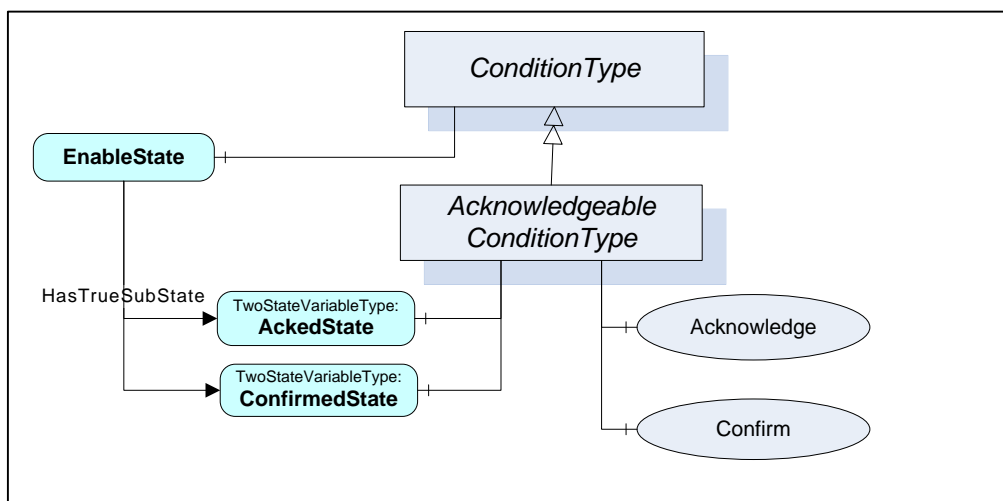 ConditionType
EnableState
Acknowledgeable
ConditionType
HasTrueSubState
TwoStateVariableType:
AckedState
Acknowledge
TwoStateVariableType:
ConfirmedState
Confirm